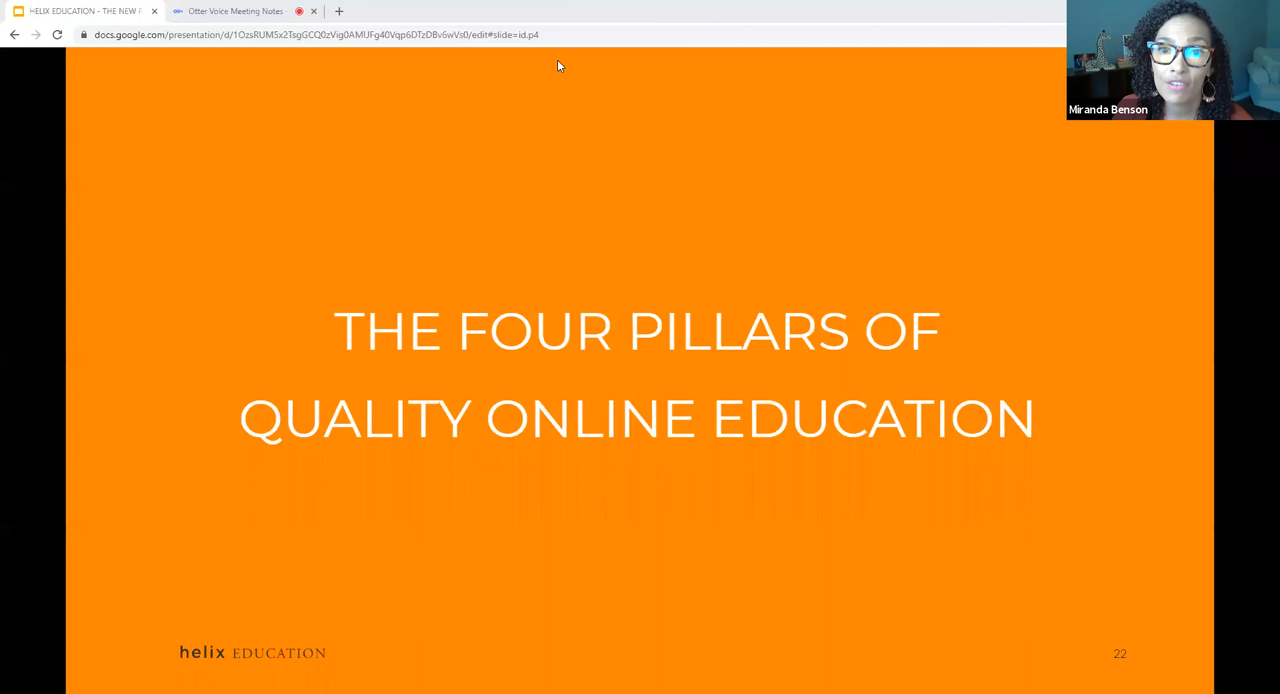 HELIX EDUCATION - THE NEW
Otter Voice Meeting Notes
docs.google.com/presentation/d/1OzsRUM5x2TsgGCQ0zVig0AMUFg40Vqp6DTzDBv6wVs0/edit#slide=id.p4
Miranda Benson
THE FOUR PILLARS OF
QUALITY ONLINE EDUCATION
helix EDUCATION
22